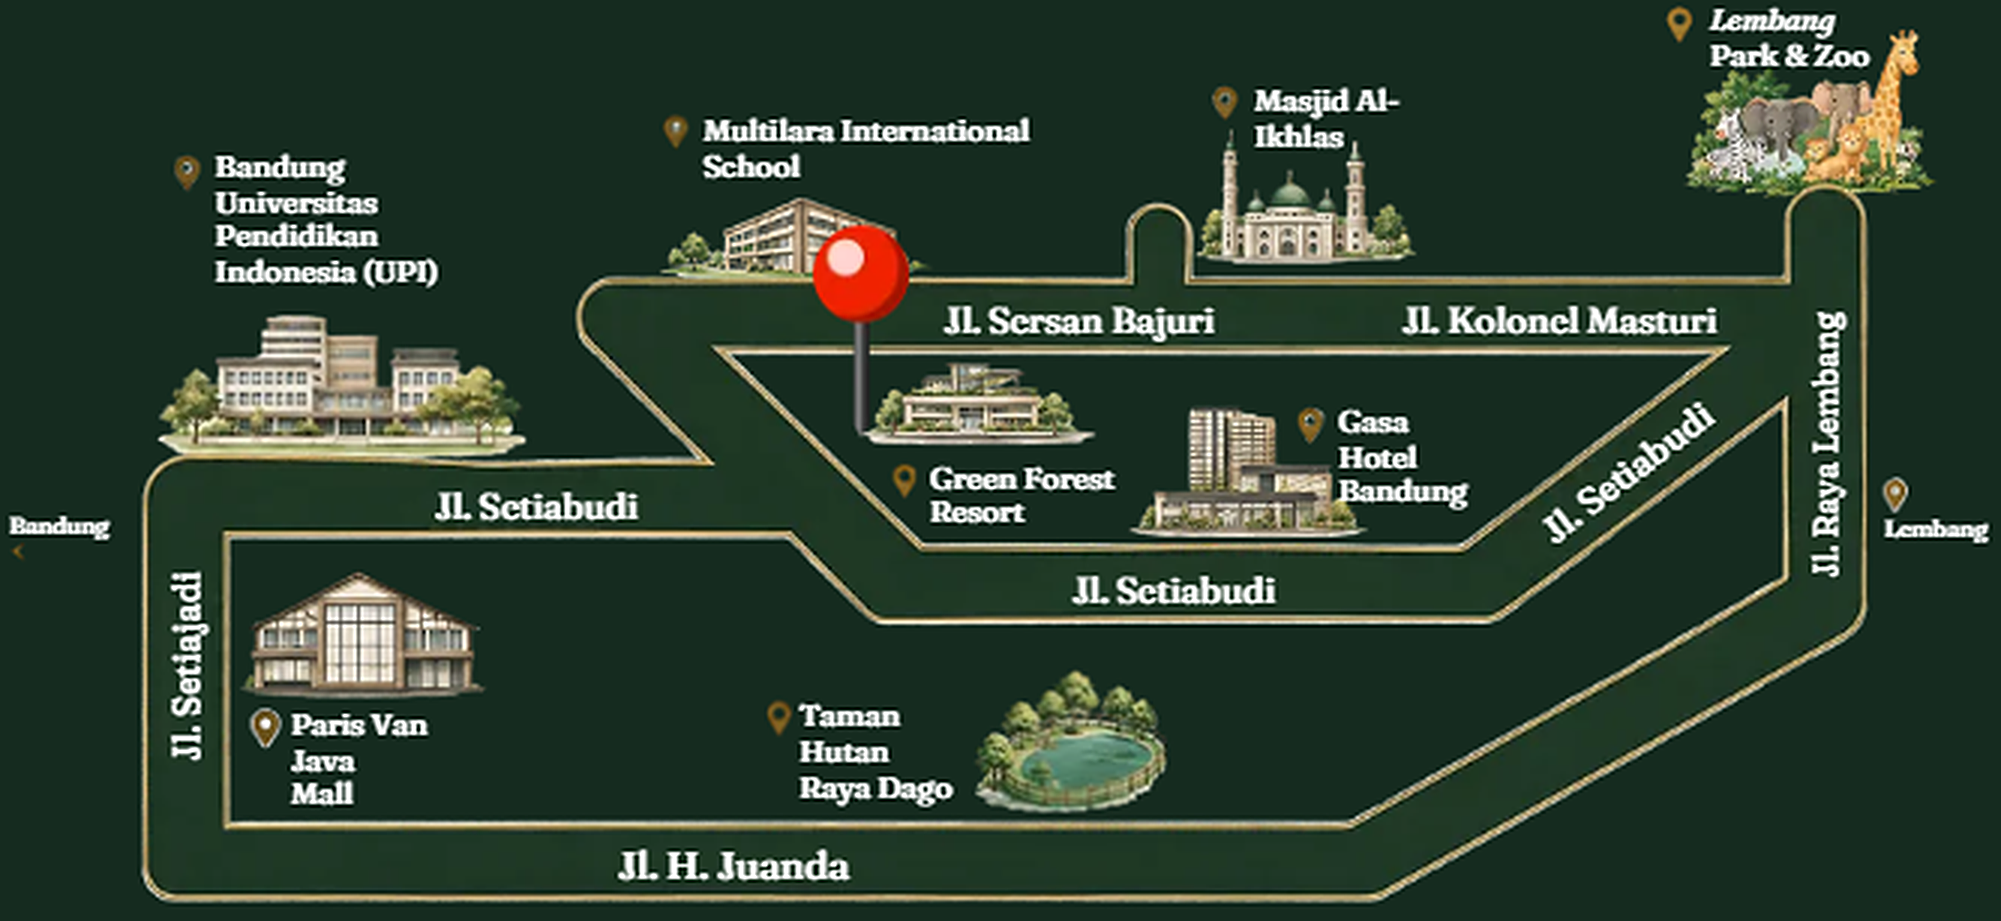 Lembang
Park & Zoo
Masjid Al-
Ikhlas
Multilara International
School
Bandung
Universitas
Pendidikan
Indonesia (UPI)
Jl. Sersan Bajuri
Jl. Kolonel Masturi
Jl. Raya Lembang
Gasa
Hotel
Bandung
Jl. Setiabudi
Green Forest
Resort
Jl. Setiabudi
Bandung
Lembang
Jl. Setiabudi
Jl. Setiajadi
Paris Van
Java
Mall
Taman
Hutan
Raya Dago
Jl. H. Juanda